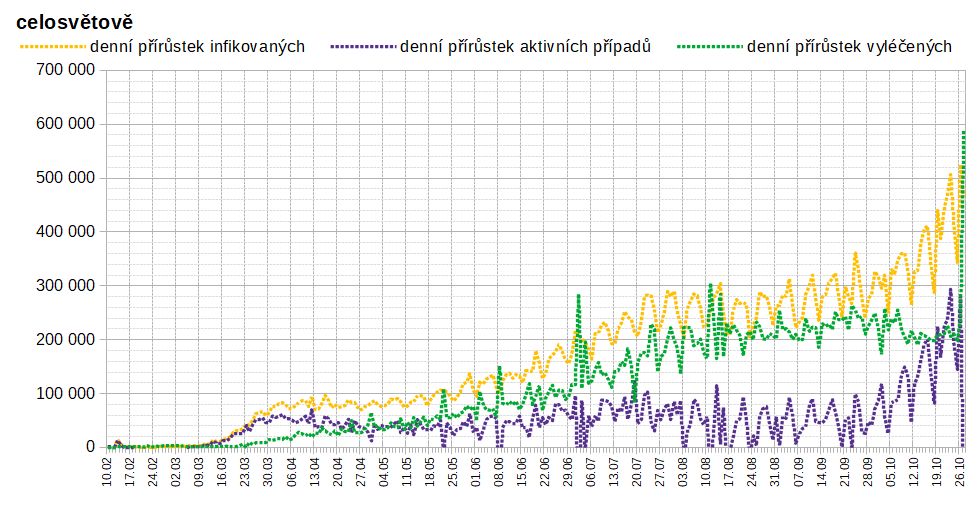 celosvětově
denní přírůstek infikovaných denní přírůstek aktivních případů denní přírůstek vyléčených
700 000
600 000
500 000
400 000
300 000
200 000
100 000
0
10.02 17.02 24.02 02.03 09.03 16.03 23.03 30.03 06.04 13.04 20.04 27.04 04.05 11.05 18.05 25.05 01.06 08.06 15.06 22.06 29.06 06.07 13.07 20.07 27.07 03.08 10.08 17.08 24.08 31.08 07.09 14.09 21.09 28.09 05.10 12.10 19.10 26.10